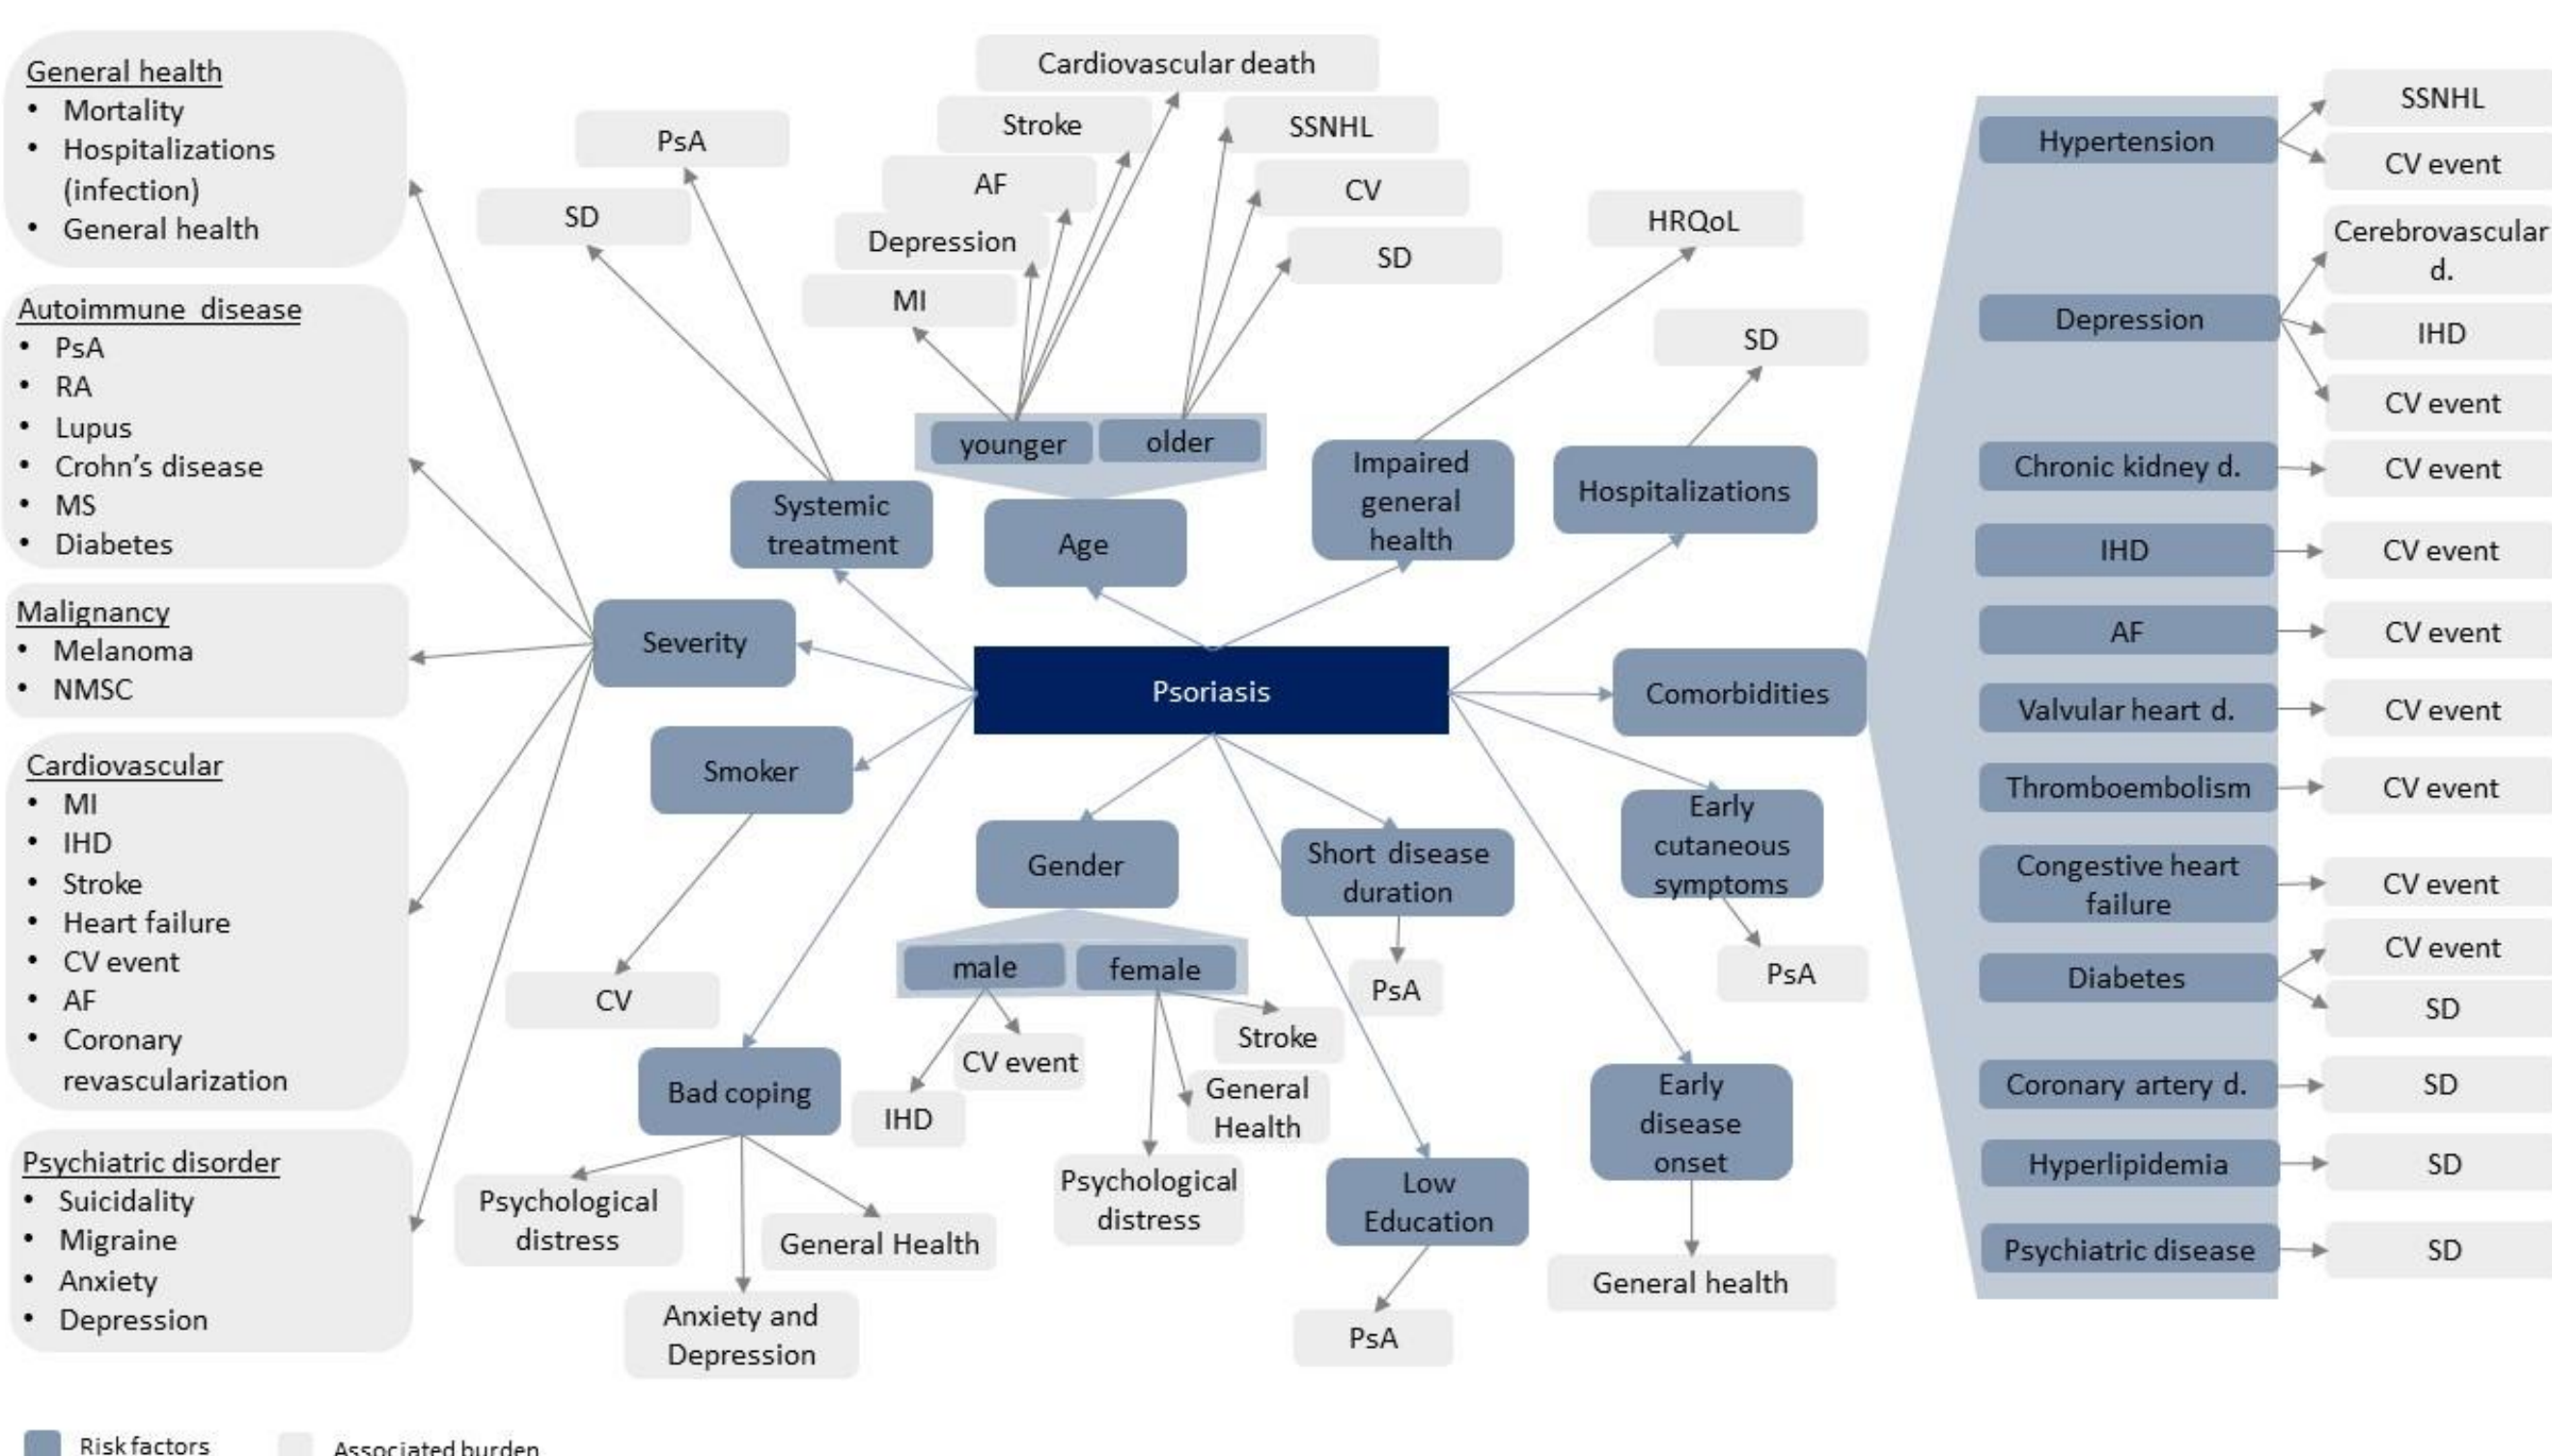 General health
• Mortality
• Hospitalizations
(infection)
• General health
Autoimmune disease
• PsA
• RA
• Lupus
• Crohn's disease
• MS
• Diabetes
Malignancy
• Melanoma
• NMSC
Cardiovascular
• MI
• IHD
• Stroke
• Heart failure
• CV event
• AF
• Coronary
revascularization
Psychiatric disorder
• Suicidality
• Migraine
• Anxiety
• Depression
PsA
SD
Systemic
treatment
Severity
Smoker
CV
Bad coping
Psychological
distress
Anxiety and
Depression
General Health
Cardiovascular death
Stroke
AF
Depression
MI
SSNHL
CV
SD
younger
older
Age
Psoriasis
Gender
male
female
IHD
CV event
Stroke
General
Health
Psychological
distress
HRQoL
Impaired
general
health
SD
Hospitalizations
Comorbidities
Short disease
duration
PsA
Low
Education
PsA
Early
cutaneous
symptoms
PsA
Early
disease
onset
General health
Hypertension
SSNHL
CV event
Depression
Cerebrovascular
d.
IHD
CV event
Chronic kidney d.
CV event
IHD
CV event
AF
CV event
Valvular heart d.
CV event
Thromboembolism
CV event
Congestive heart
failure
CV event
Diabetes
CV event
SD
Coronary artery d.
SD
Hyperlipidemia
SD
Psychiatric disease
SD
Risk factors
Associated burden